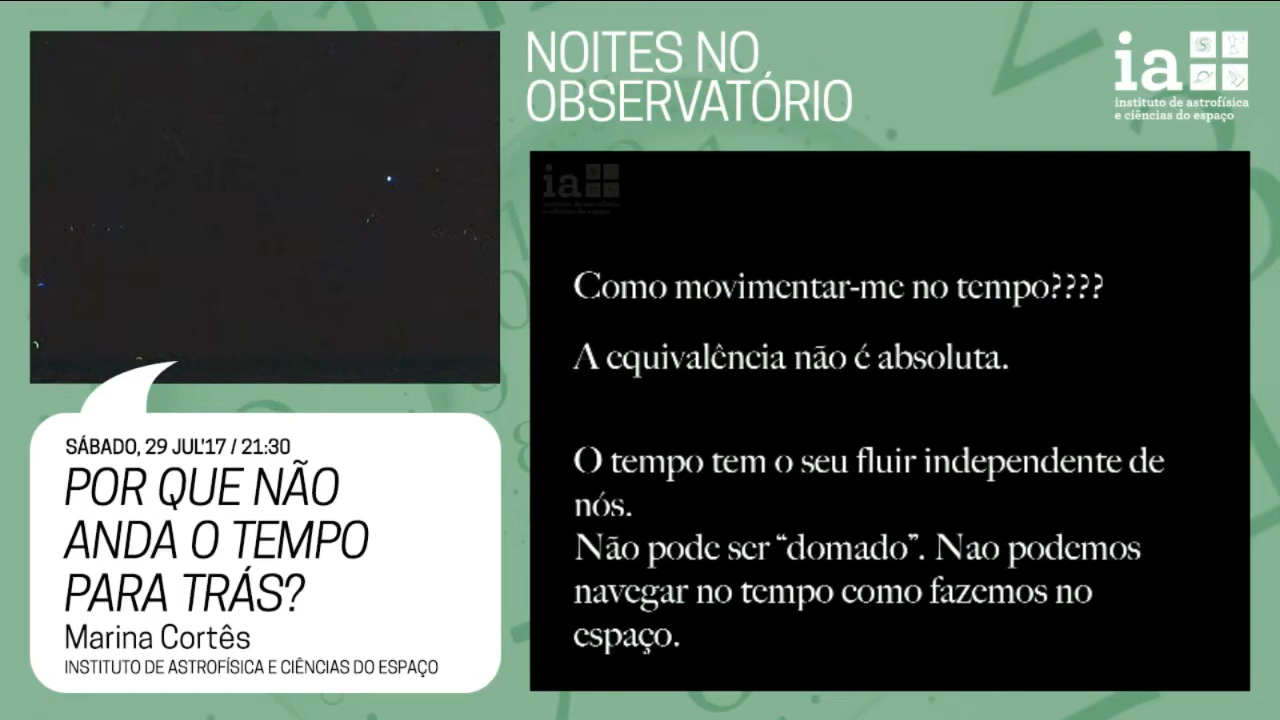 NOITES NO
OBSERVATÓRIO
ia
instituto de astrofísica
e ciências do espaço
ia
Como movimentar-me no tempo????
A equivalência não é absoluta.
O tempo tem o seu fluir independente de
nós.
Não pode ser “domado”. Nao podemos
navegar no tempo como fazemos no
espaço.
SÁBADO, 29 JUL'17 / 21:30
POR QUE NÃO
ANDA O TEMPO
PARA TRÁS?
Marina Cortês
INSTITUTO DE ASTROFÍSICA E CIÊNCIAS DO ESPAÇO